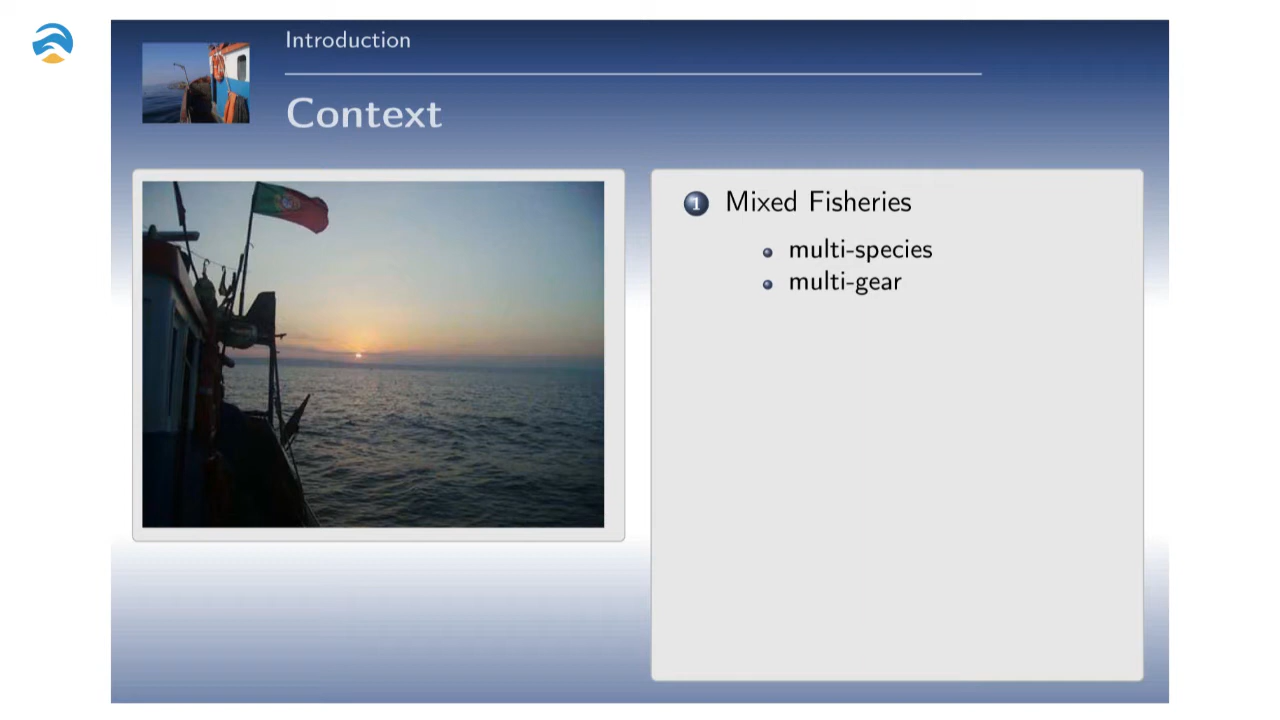 Introduction
Context
1 Mixed Fisheries
multi-species
multi-gear